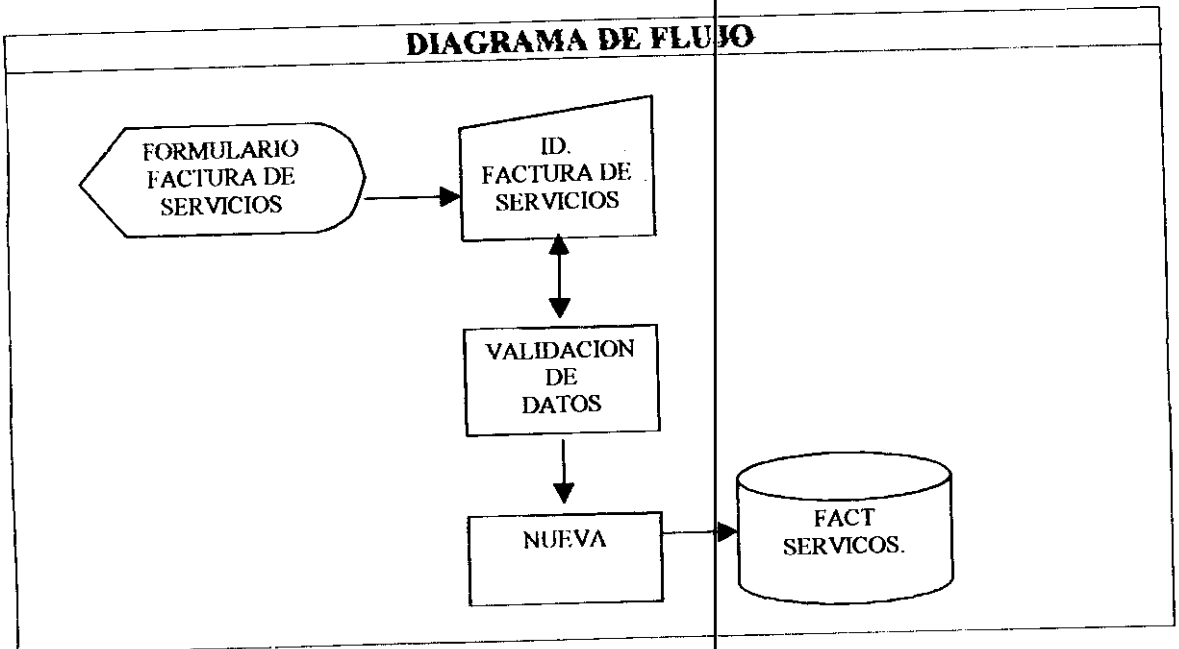 DIAGRAMA DE FLUJO
FORMULARIO
FACTURA DE
SERVICIOS
ID.
FACTURA DE
SERVICIOS
VALIDACION
DE
DATOS
NUEVA
FACT
SERVICOS.